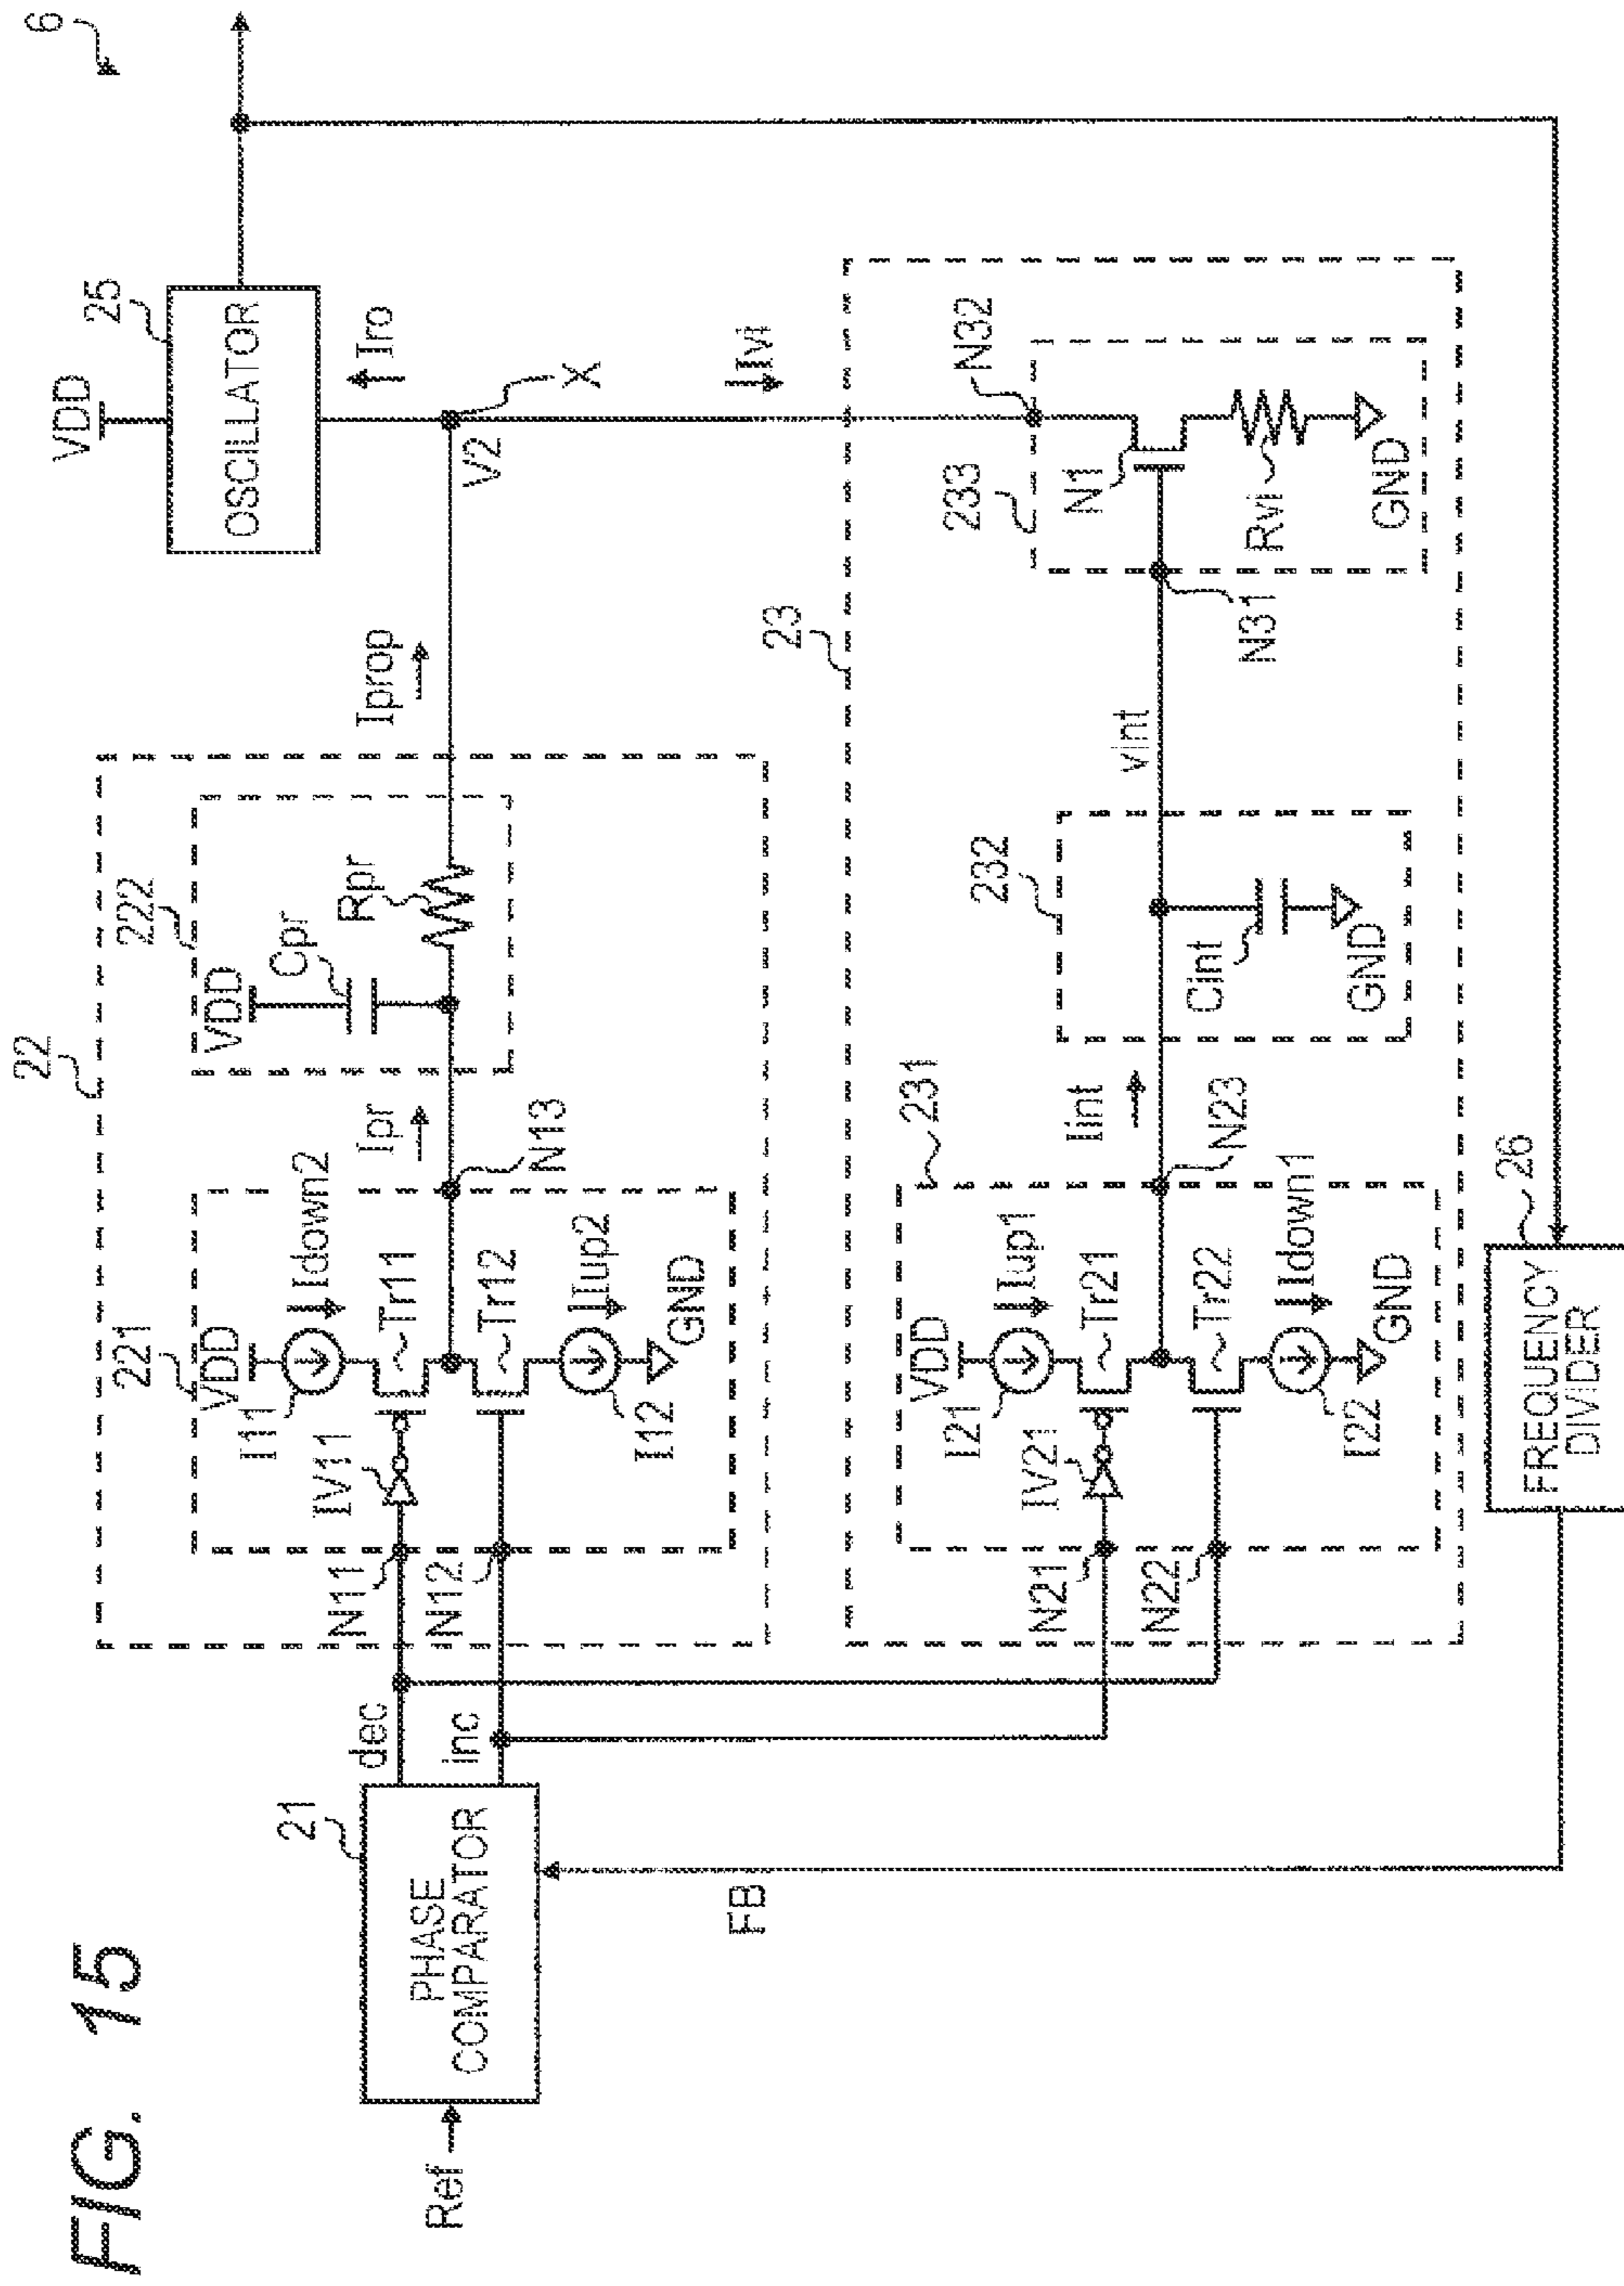 FIG. 15
6
Ref
21
PHASE
COMPARATOR
dec
inc
FB
22
221
VDD
I11
Idown2
IV11
Tr11
N11
N12
Tr12
I12
Iup2
GND
N13
Ipr
222
VDD
Cpr
Rpr
Iprop
VDD
25
OSCILLATOR
Iro
V2
X
Ivi
23
231
VDD
I21
Iup1
IV21
Tr21
N21
N22
Tr22
I22
Idown1
GND
N23
Iint
232
Cint
GND
vint
233
N31
N32
N1
Rvi
GND
26
FREQUENCY
DIVIDER